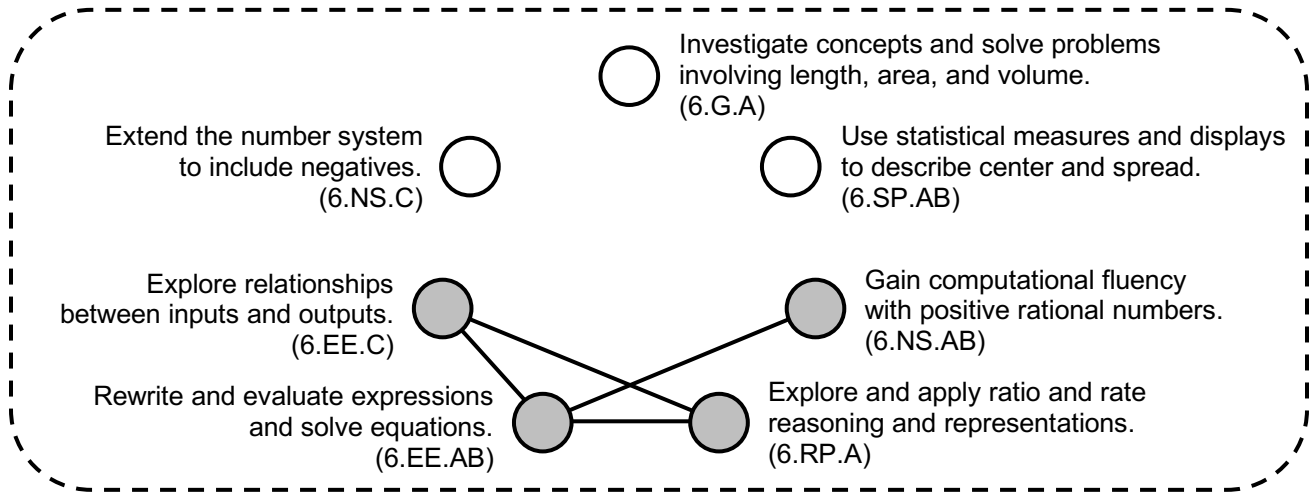 Investigate concepts and solve problems
involving length, area, and volume.
(6.G.A)
Extend the number system
to include negatives.
(6.NS.C)
Use statistical measures and displays
to describe center and spread.
(6.SP.AB)
Explore relationships
between inputs and outputs.
(6.EE.C)
Gain computational fluency
with positive rational numbers.
(6.NS.AB)
Rewrite and evaluate expressions
and solve equations.
(6.EE.AB)
Explore and apply ratio and rate
reasoning and representations.
(6.RP.A)